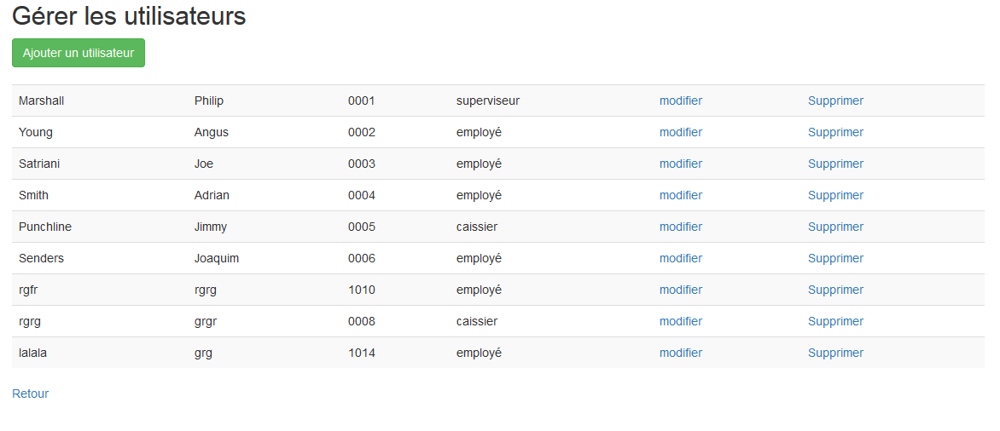 Gérer les utilisateurs
Ajouter un utilisateur
Marshall Philip 0001 superviseur modifier Supprimer
Young Angus 0002 employé modifier Supprimer
Satriani Joe 0003 employé modifier Supprimer
Smith Adrian 0004 employé modifier Supprimer
Punchline Jimmy 0005 caissier modifier Supprimer
Senders Joaquim 0006 employé modifier Supprimer
rgfr rgrg 1010 employé modifier Supprimer
rgrg grgr 0008 caissier modifier Supprimer
lalala grg 1014 employé modifier Supprimer
Retour